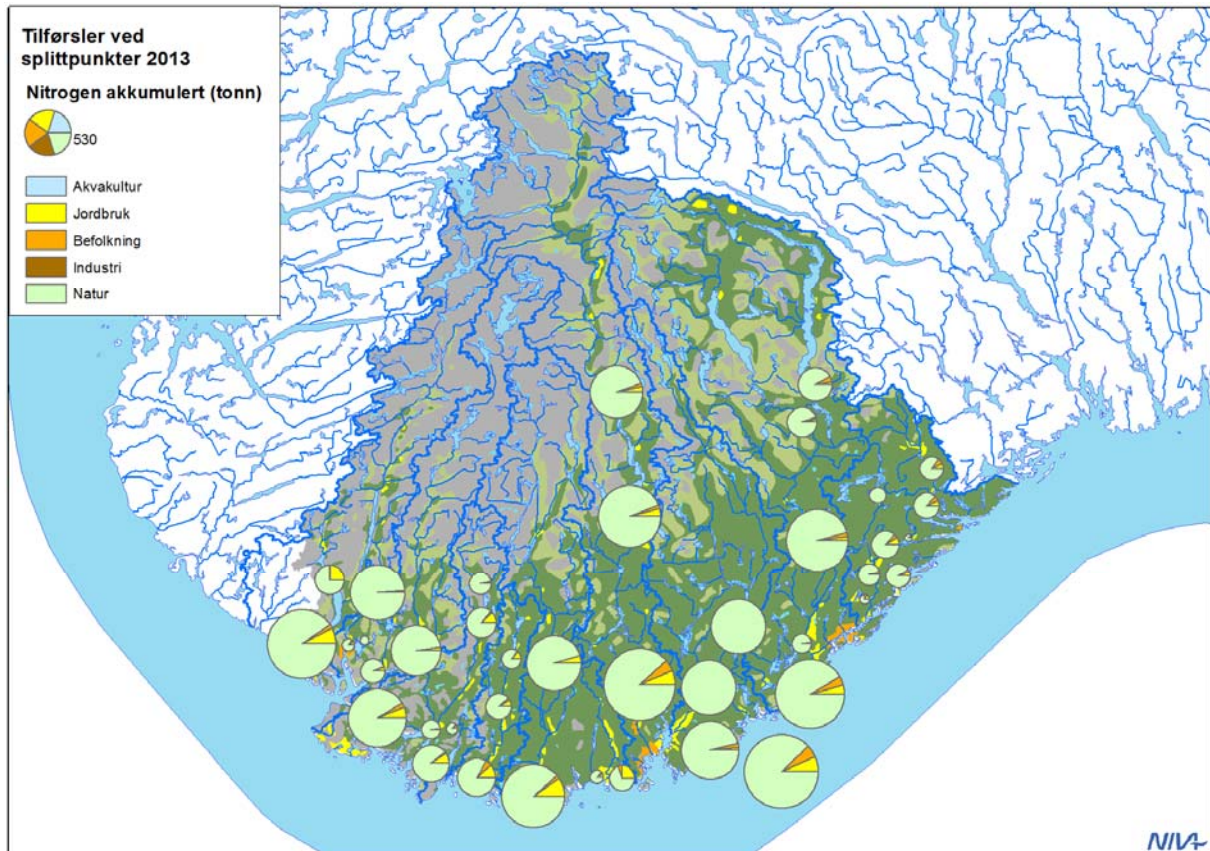 Tilførsler ved
splittpunkter 2013
Nitrogen akkumulert (tonn)
530
Akvakultur
Jordbruk
Befolkning
Industri
Natur
NIVA